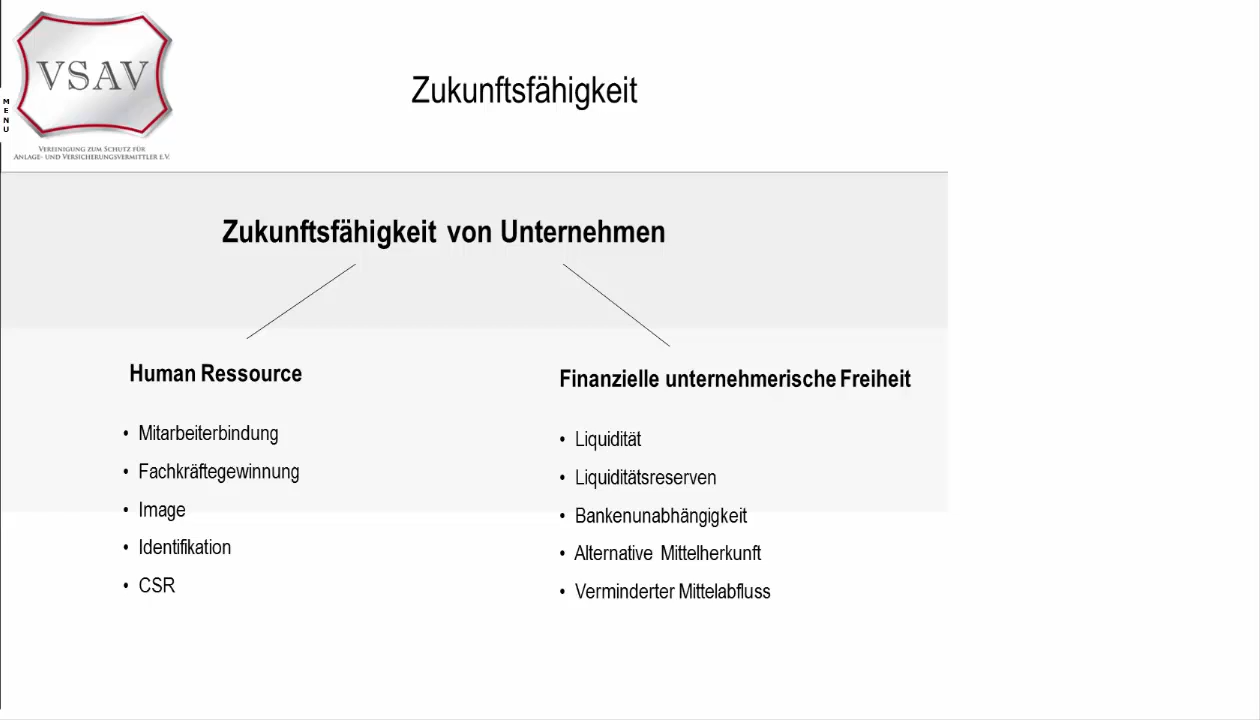 VSAV
MENU
VEREINIGUNG ZUM SCHUTZ FÜR
ANLAGE- UND VERSICHERUNGSVERMITTLER E.V.
Zukunftsfähigkeit
Zukunftsfähigkeit von Unternehmen
Human Ressource
• Mitarbeiterbindung
• Fachkräftegewinnung
• Image
• Identifikation
• CSR
Finanzielle unternehmerische Freiheit
• Liquidität
• Liquiditätsreserven
• Bankenunabhängigkeit
• Alternative Mittelherkunft
• Verminderter Mittelabfluss